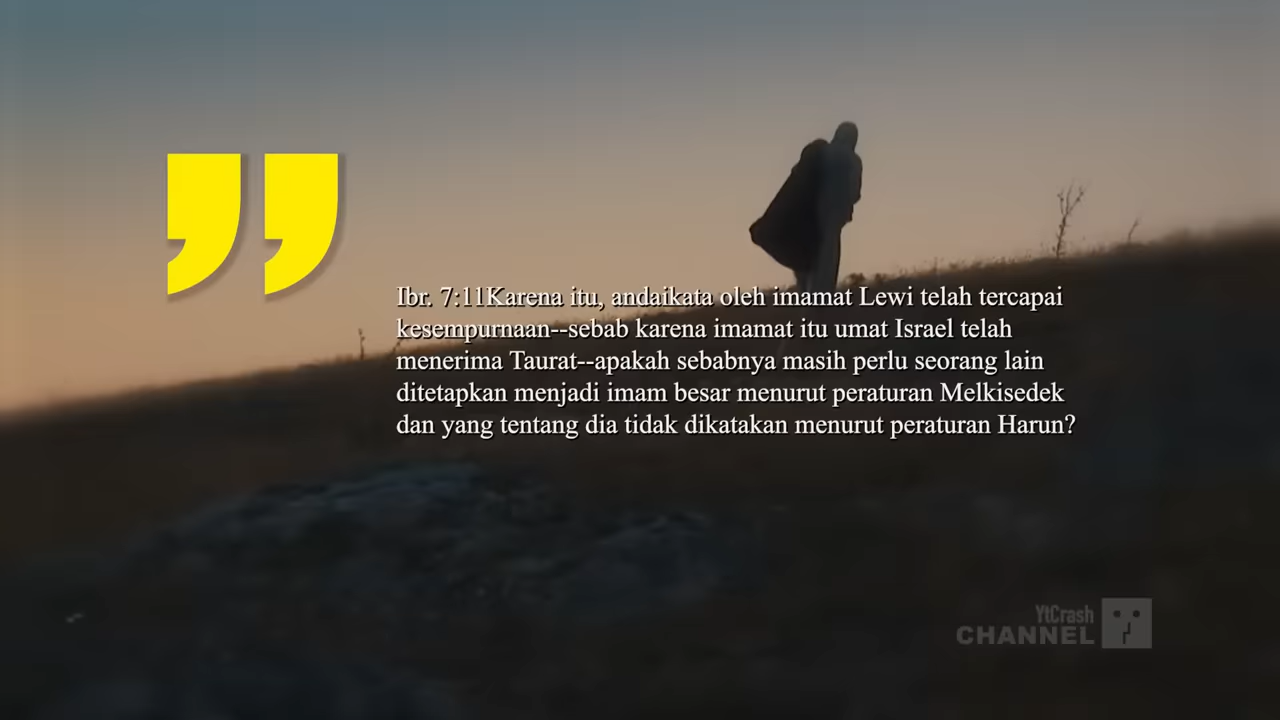 Ibr. 7:11Karena itu, andaikata oleh imamat Lewi telah tercapai
kesempurnaan--sebab karena imamat itu umat Israel telah
menerima Taurat--apakah sebabnya masih perlu seorang lain
ditetapkan menjadi imam besar menurut peraturan Melkisedek
dan yang tentang dia tidak dikatakan menurut peraturan Harun?
YtCrash
CHANNEL